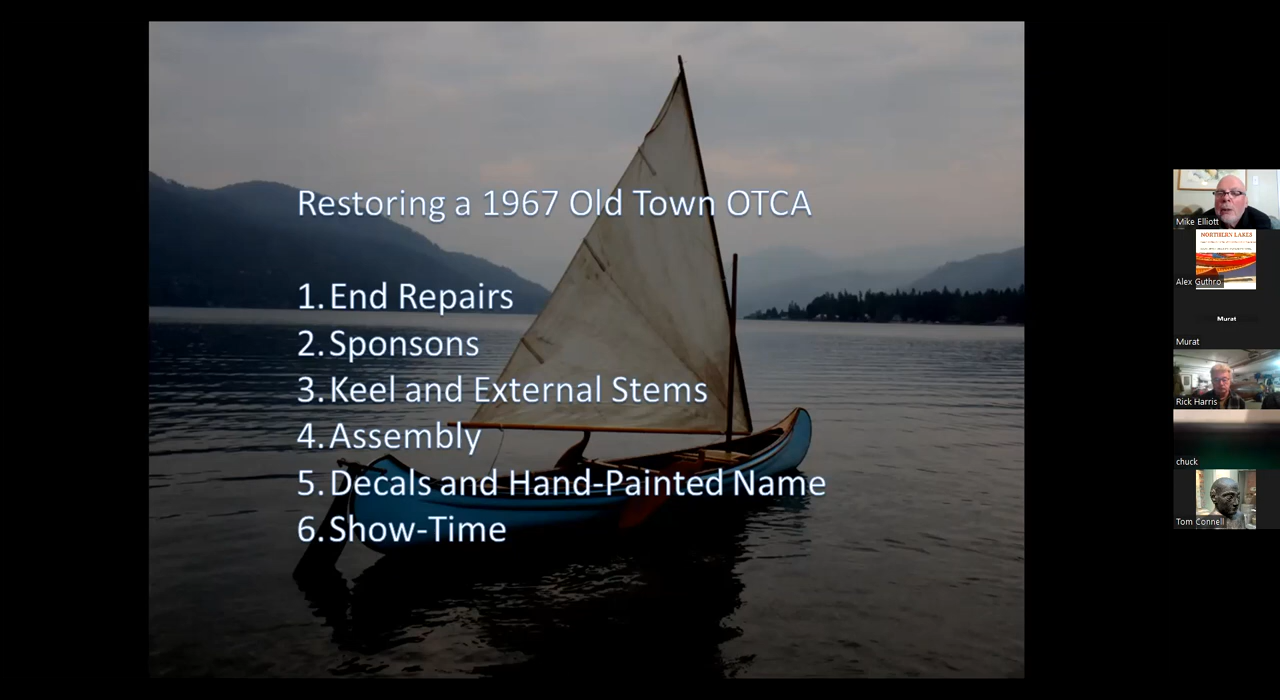 Restoring a 1967 Old Town OTCA
1. End Repairs
2. Sponsons
3. Keel and External Stems
4. Assembly
5. Decals and Hand-Painted Name
6. Show-Time
Mike Elliott
NORTHERN LAKES
Alex Guthro
Murat
Murat
Rick Harris
chuck
Tom Connell